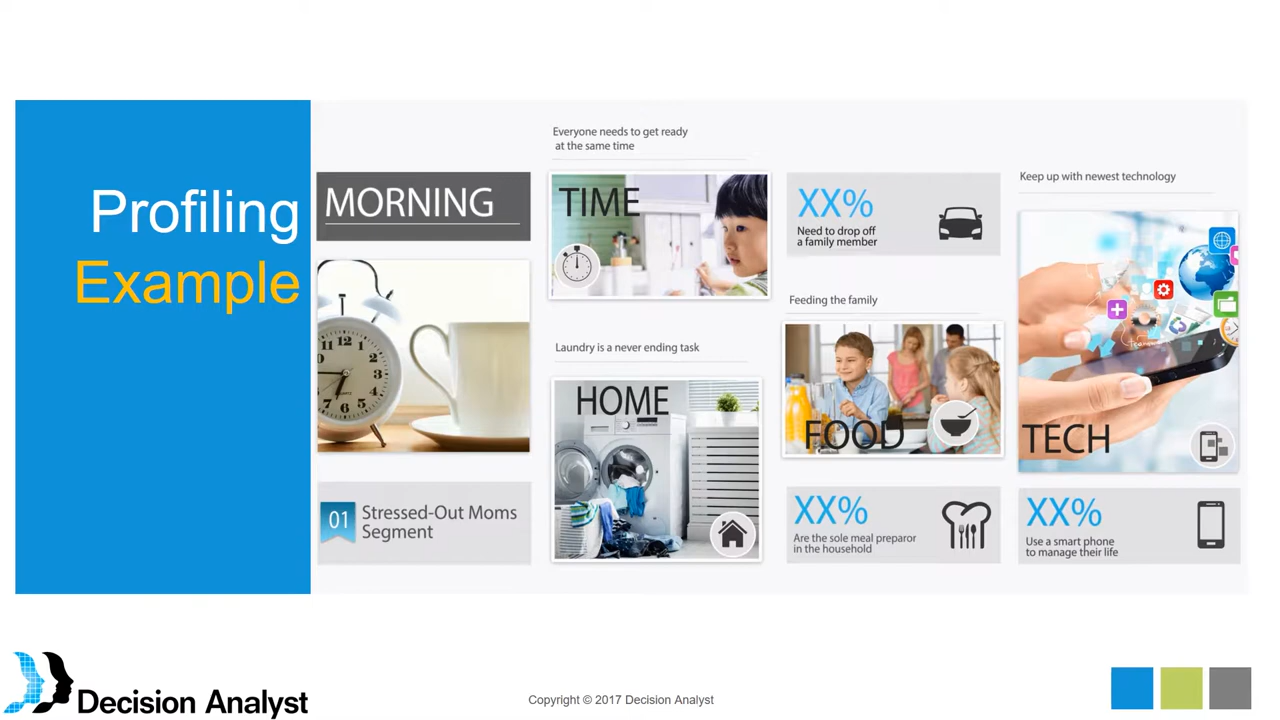 Profiling
Example
MORNING
01
Stressed-Out Moms
Segment
Everyone needs to get ready
at the same time
TIME
Laundry is a never ending task
HOME
XX%
Need to drop off
a family member
Feeding the family
FOOD
XX%
Are the sole meal preparor
in the household
Keep up with newest technology
TECH
XX%
Use a smart phone
to manage their life
Decision Analyst
Copyright © 2017 Decision Analyst